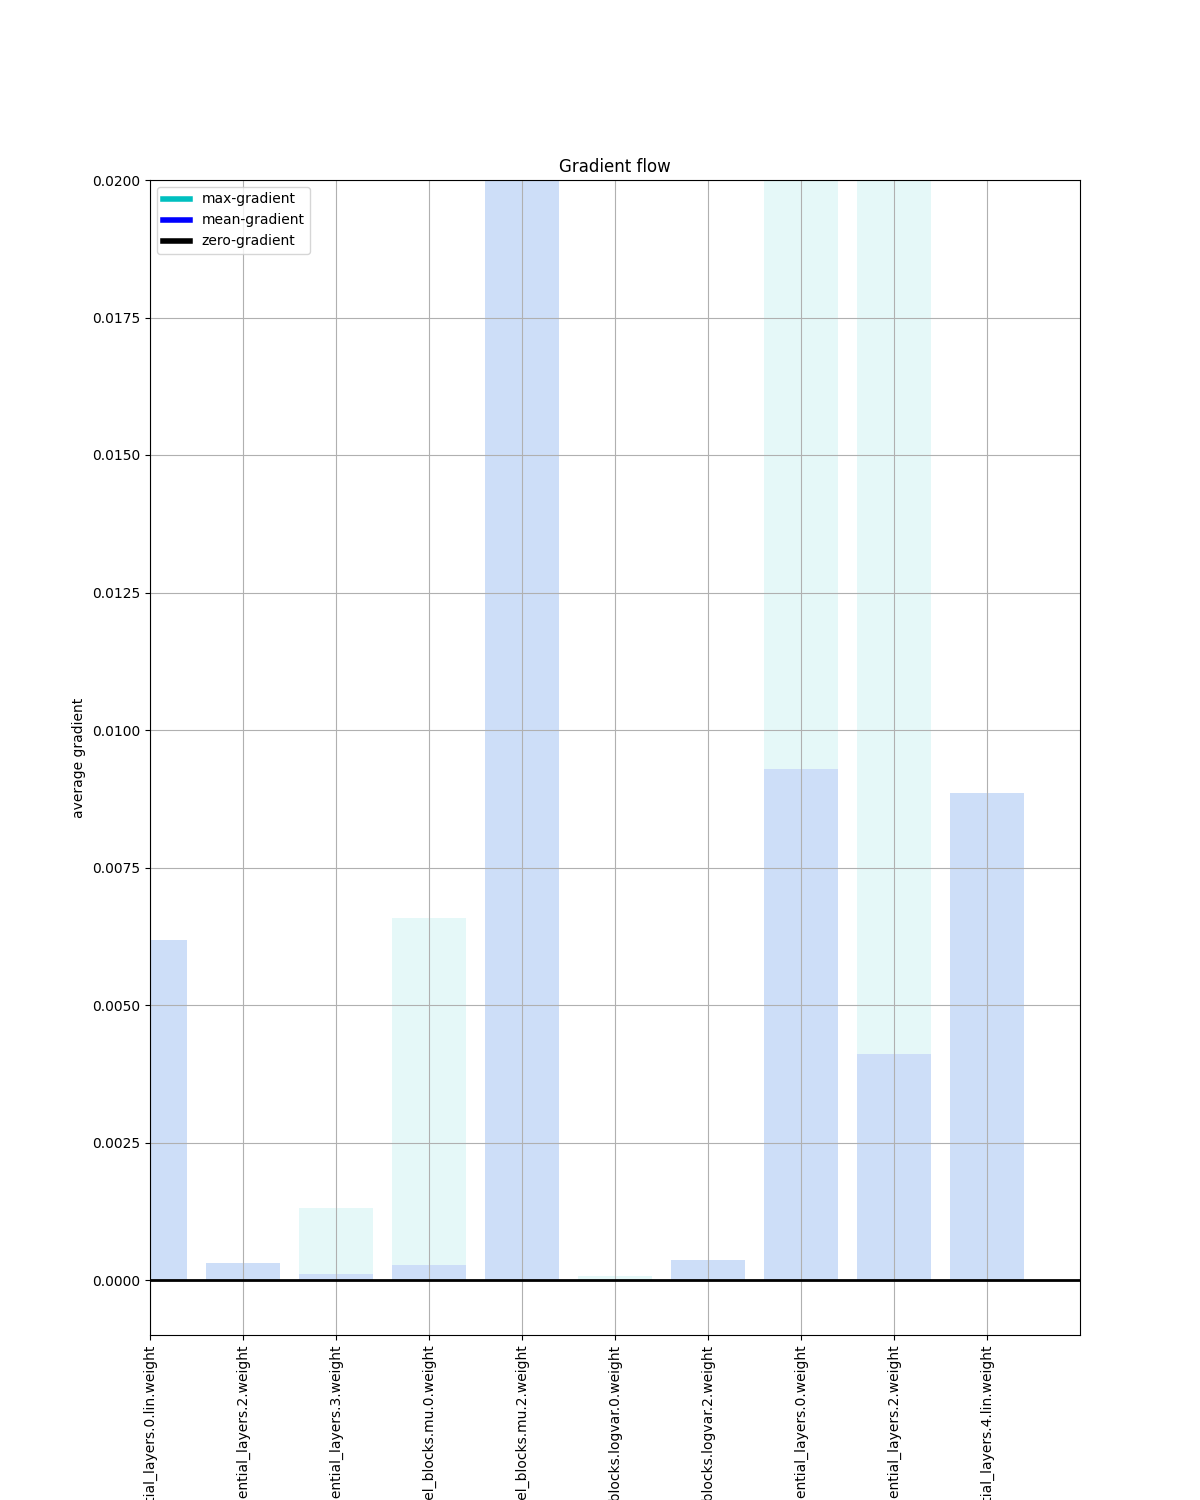 Gradient flow
max-gradient
mean-gradient
zero-gradient
0.0200
0.0175
0.0150
0.0125
0.0100
0.0075
0.0050
0.0025
0.0000
average gradient
tial_layers.0.lin.weight
ential_layers.2.weight
ential_layers.3.weight
el_blocks.mu.0.weight
el_blocks.mu.2.weight
blocks.logvar.0.weight
blocks.logvar.2.weight
ential_layers.0.weight
ential_layers.2.weight
tial_layers.4.lin.weight